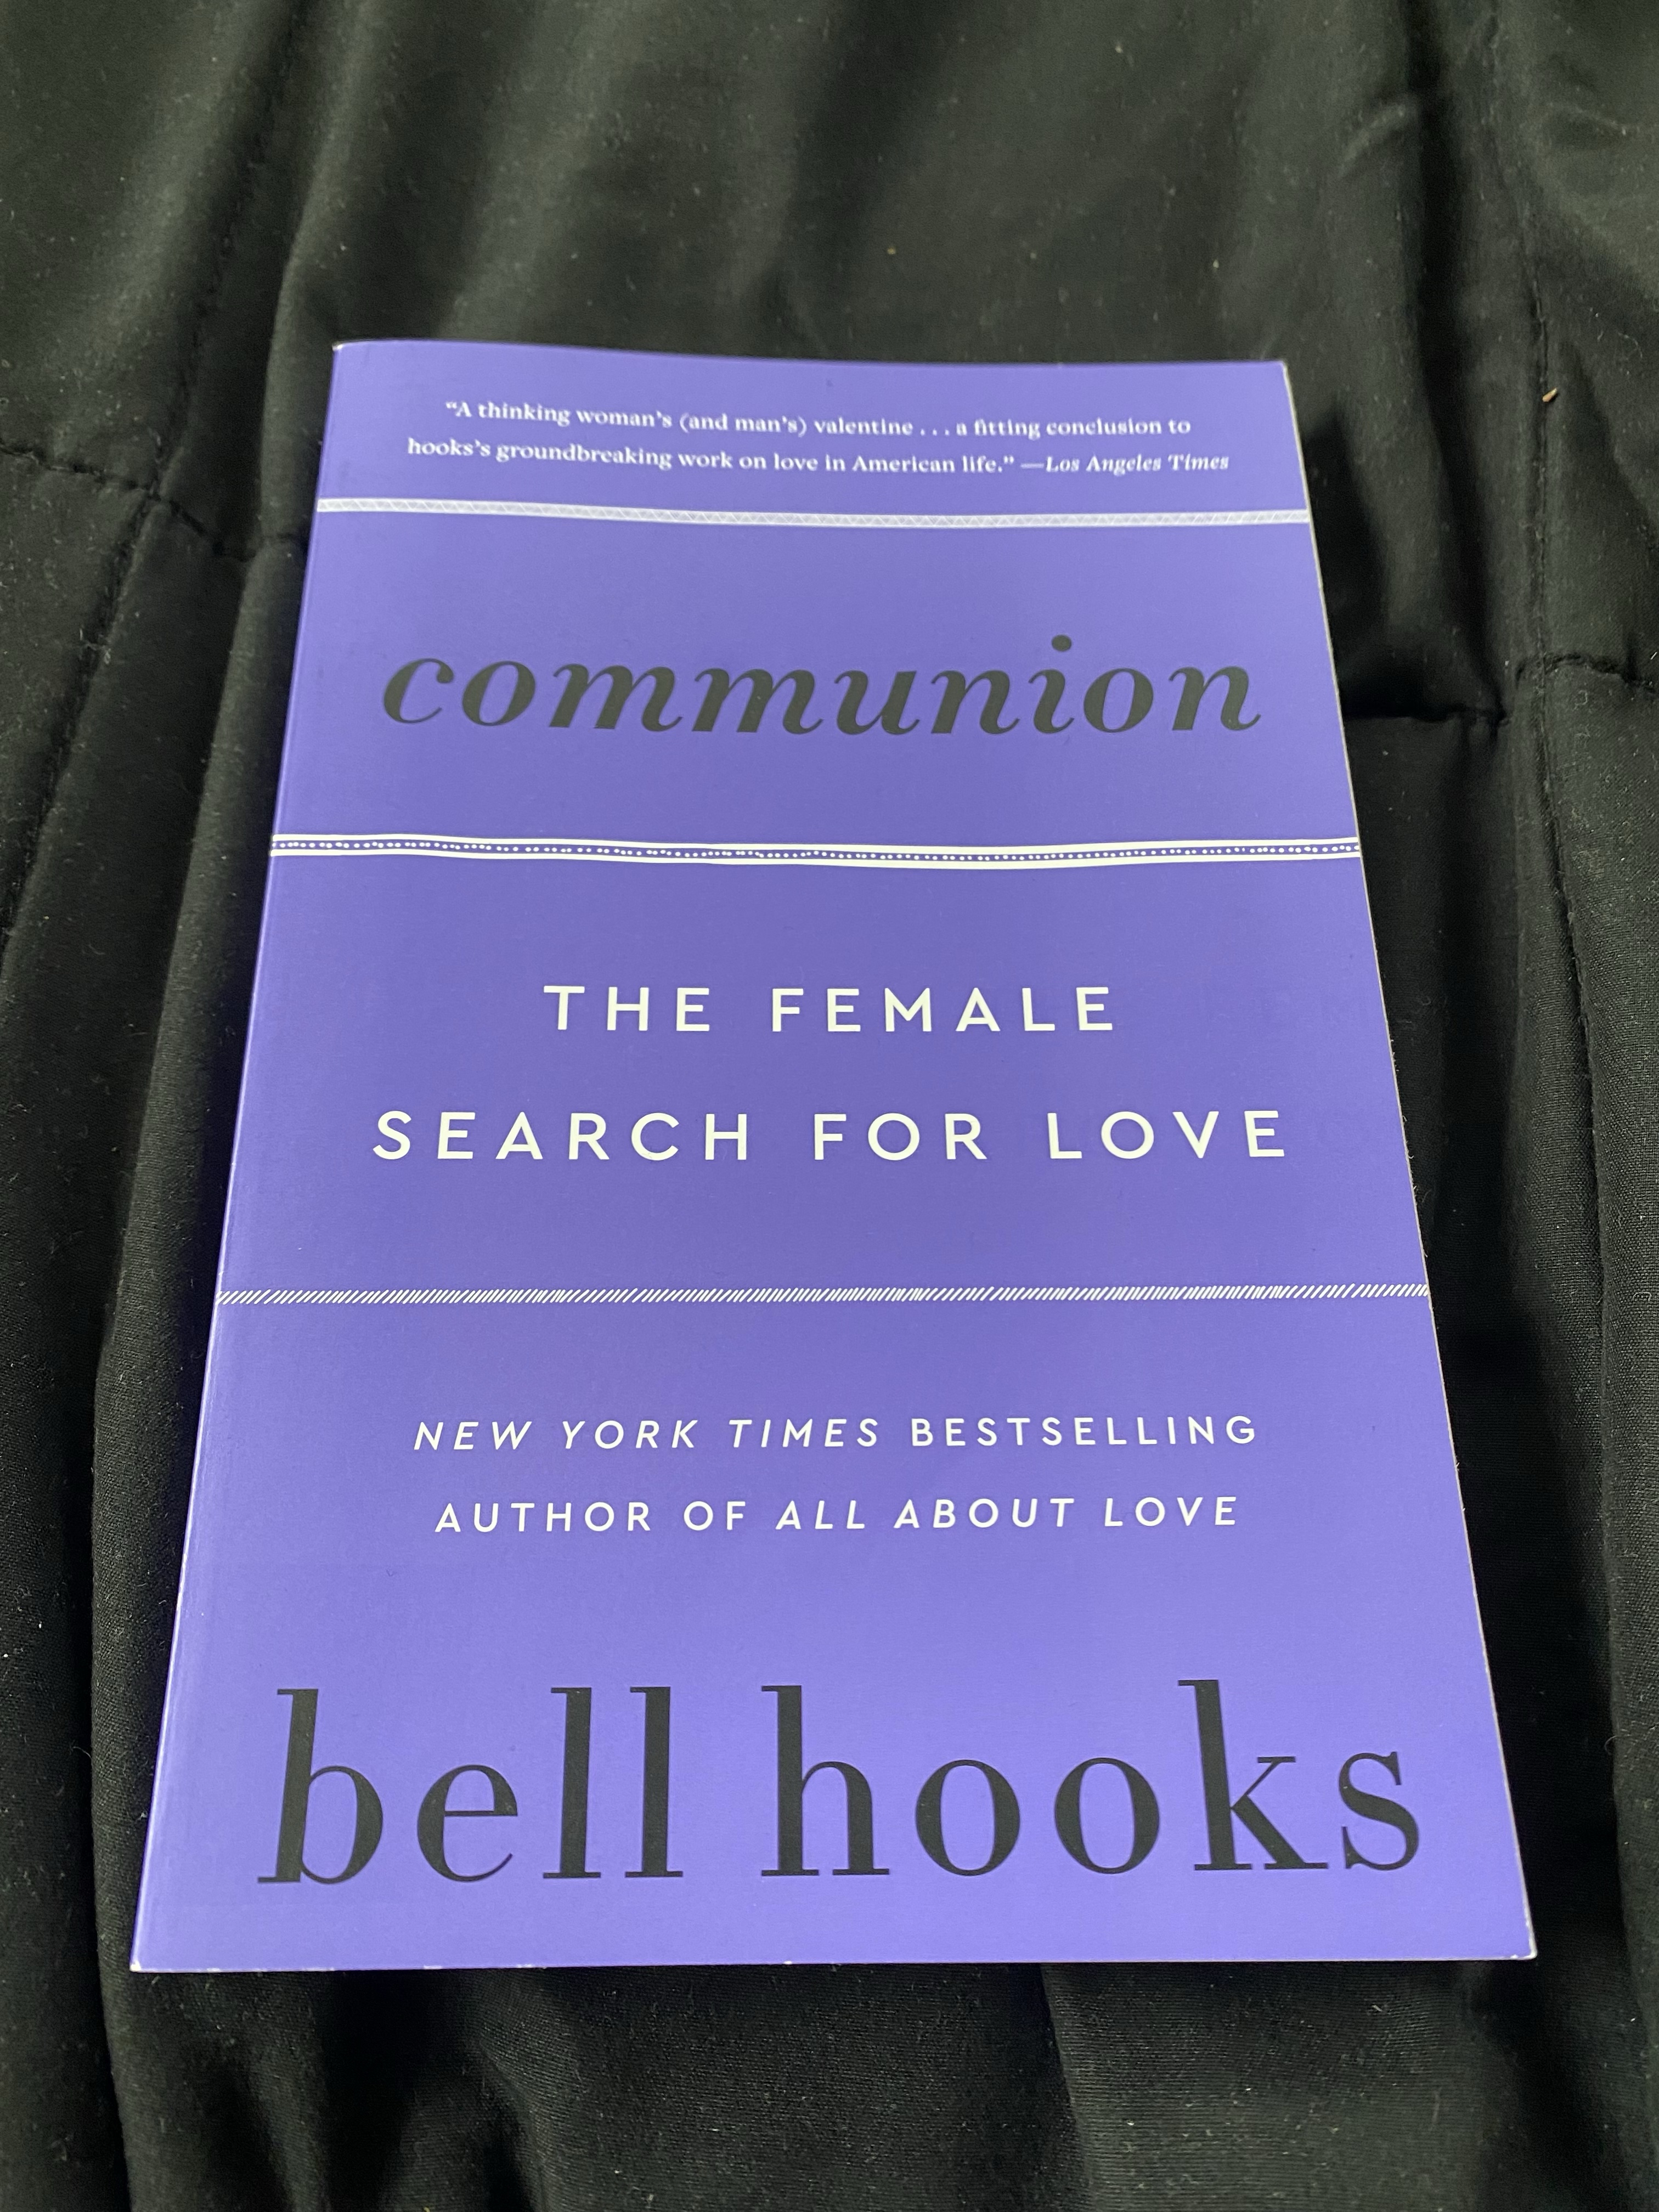 “A thinking woman’s (and man’s) valentine . . . a fitting conclusion to
hooks’s groundbreaking work on love in American life.” —Los Angeles Times
communion
THE FEMALE
SEARCH FOR LOVE
NEW YORK TIMES BESTSELLING
AUTHOR OF ALL ABOUT LOVE
bell hooks